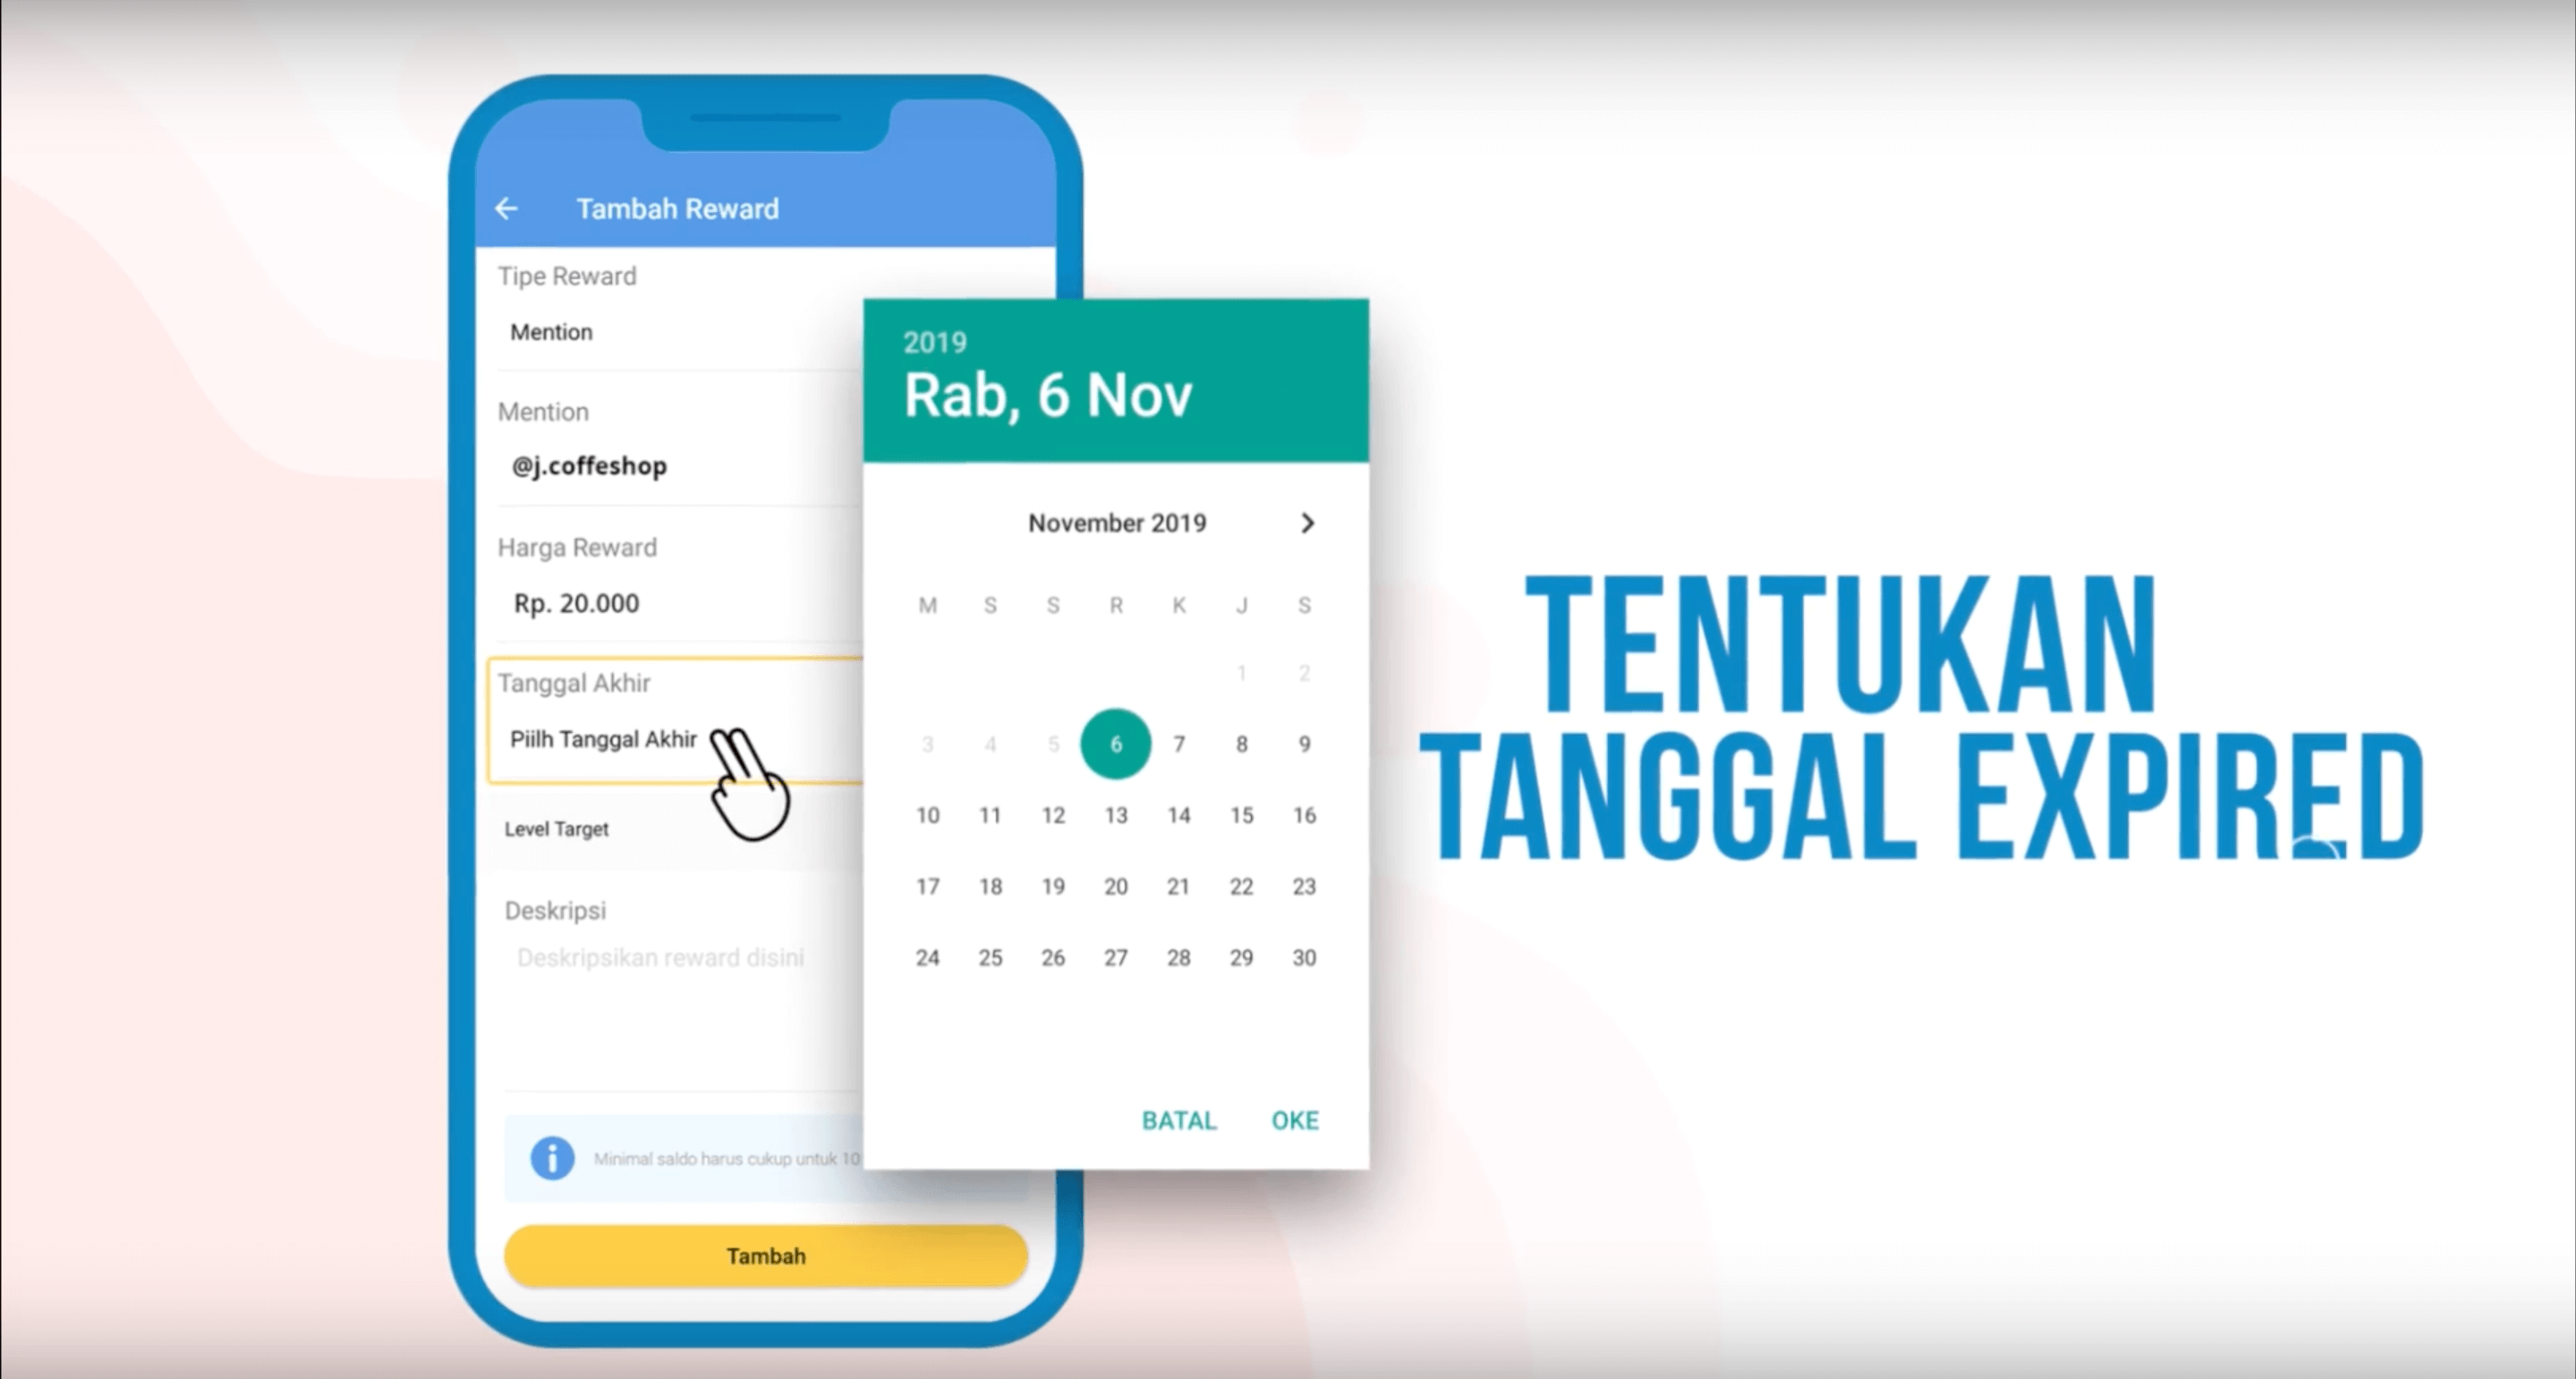 Tambah Reward
Tipe Reward
Mention
Mention
@j.coffeshop
Harga Reward
Rp. 20.000
Tanggal Akhir
Piilh Tanggal Akhir
Level Target
Deskripsi
Deskripsikan reward disini
Minimal saldo harus cukup untuk 10
Tambah
2019
Rab, 6 Nov
November 2019
M S S R K J S
1 2
3 4 5 6 7 8 9
10 11 12 13 14 15 16
17 18 19 20 21 22 23
24 25 26 27 28 29 30
BATAL OKE
TENTUKAN
TANGGAL EXPIRED